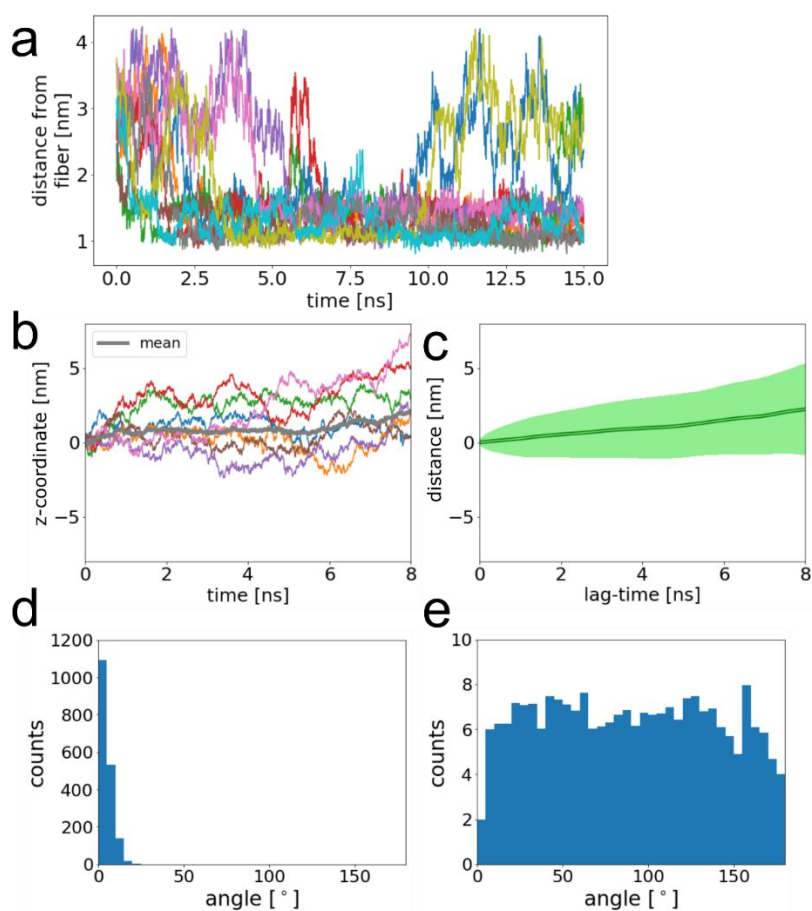 a
4
3
2
1
distance from
fiber [nm]
0.0 2.5 5.0 7.5 10.0 12.5 15.0
time [ns]
b
mean
5
0
−5
z-coordinate [nm]
0 2 4 6 8
time [ns]
c
5
0
−5
distance [nm]
0 2 4 6 8
lag-time [ns]
d
1200
1000
800
600
400
200
0
counts
0 50 100 150
angle [°]
e
10
8
6
4
2
0
counts
0 50 100 150
angle [°]